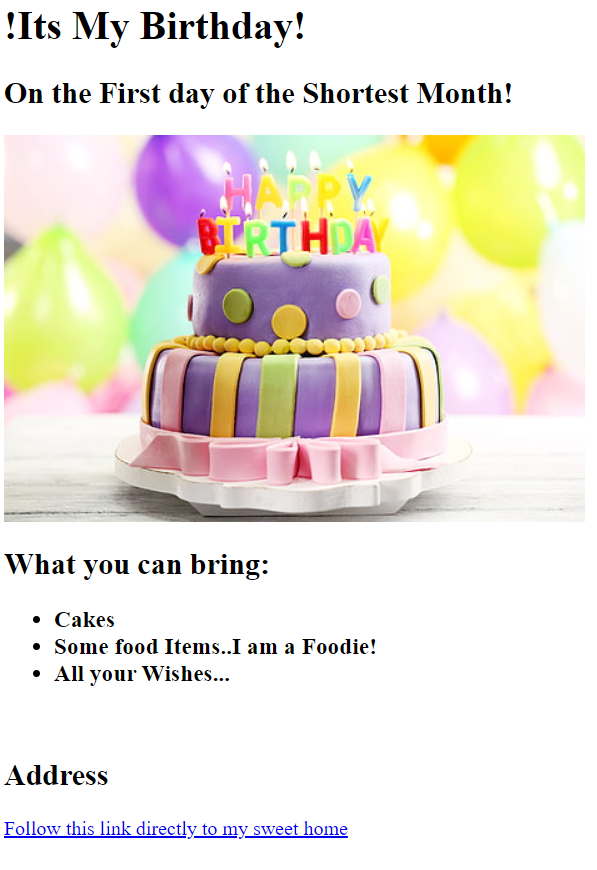 !Its My Birthday!
On the First day of the Shortest Month!
HAPPY
BIRTHDAY
What you can bring:
Cakes
Some food Items..I am a Foodie!
All your Wishes...
Address
Follow this link directly to my sweet home